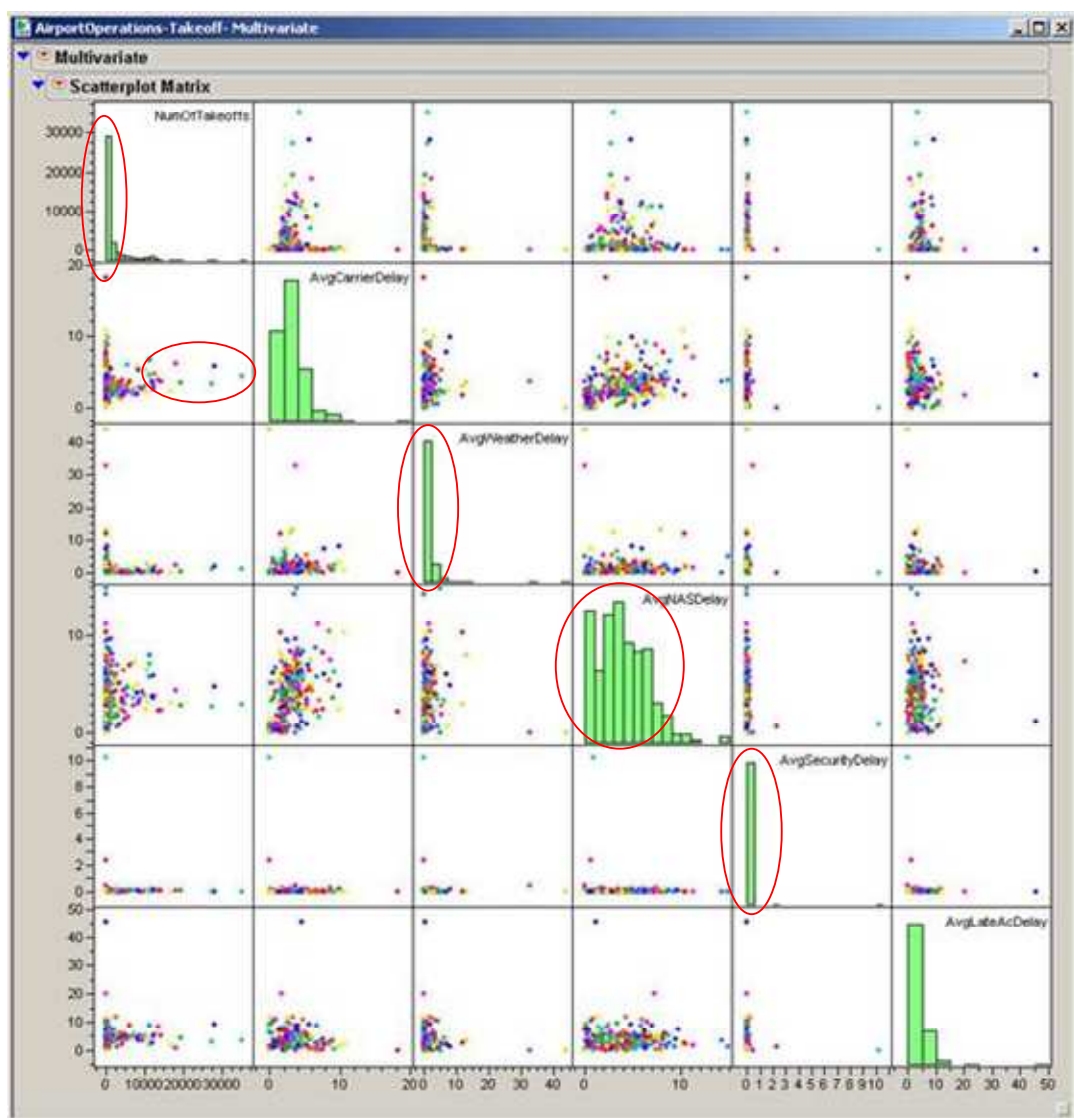 AirportOperations-Takeoff- Multivariate
Multivariate
Scatterplot Matrix
NumOfTakeoffs
30000
20000
10000
0
20
AvgCarrierDelay
10
0
AvgWeatherDelay
40
30
20
10
0
AvgNASDelay
10
0
AvgSecurityDelay
10
8
6
4
2
0
50
AvgLateAcDelay
40
30
20
10
0
0 10000 20000 30000 0 10 20 0 10 20 30 40 0 10 0 1 2 3 4 5 6 7 8 9 10 0 10 20 30 40 50